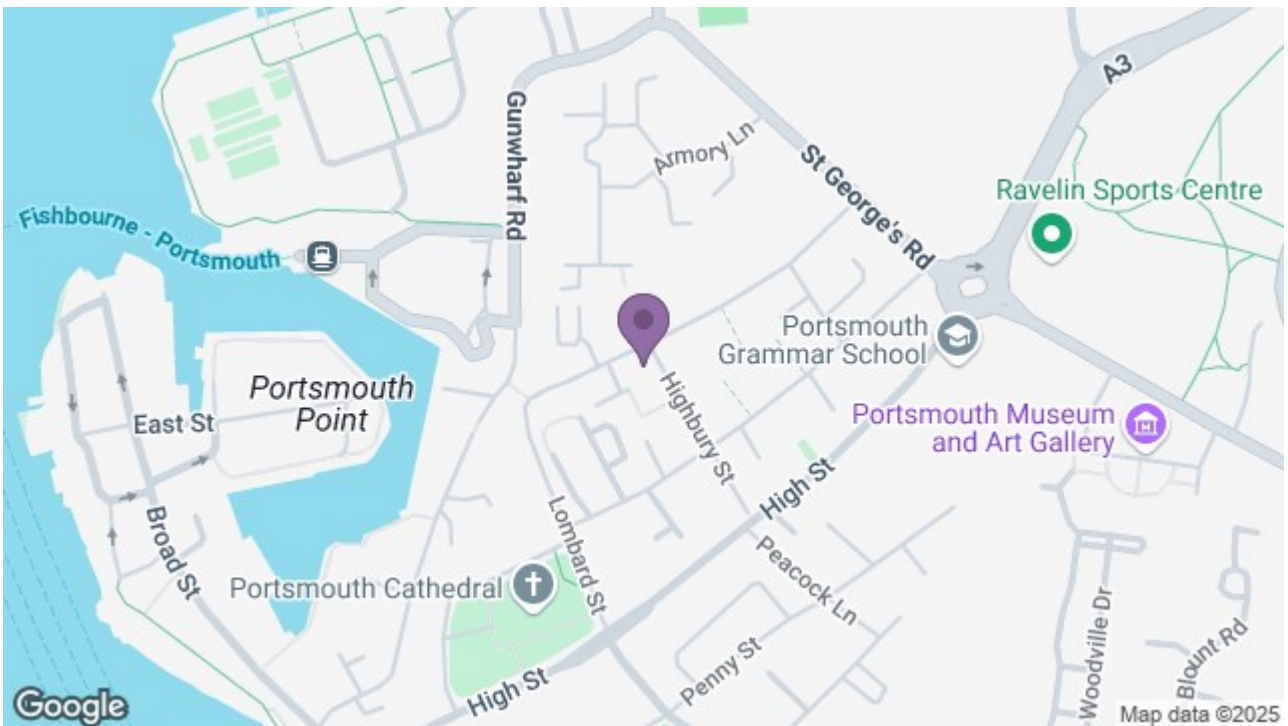 A3
Gunwharf Rd
Armory Ln
St George's Rd
Ravelin Sports Centre
Fishbourne - Portsmouth
Portsmouth
Grammar School
Portsmouth
Point
East St
Highbury St
Portsmouth Museum
and Art Gallery
High St
Broad St
Lombard St
Peacock Ln
Portsmouth Cathedral
Woodville Dr
Blount Rd
Penny St
High St
Google
Map data ©2025